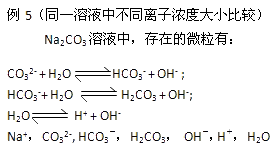 例 5（同一溶液中不同离子浓度大小比较）
Na₂CO₃溶液中，存在的微粒有：
CO₃²⁻+H₂O ⇌ HCO₃⁻+OH⁻;
HCO₃⁻+H₂O ⇌ H₂CO₃+OH⁻;
H₂O ⇌ H⁺+OH⁻
Na⁺， CO₃²⁻, HCO₃⁻， H₂CO₃， OH⁻，H⁺，H₂O